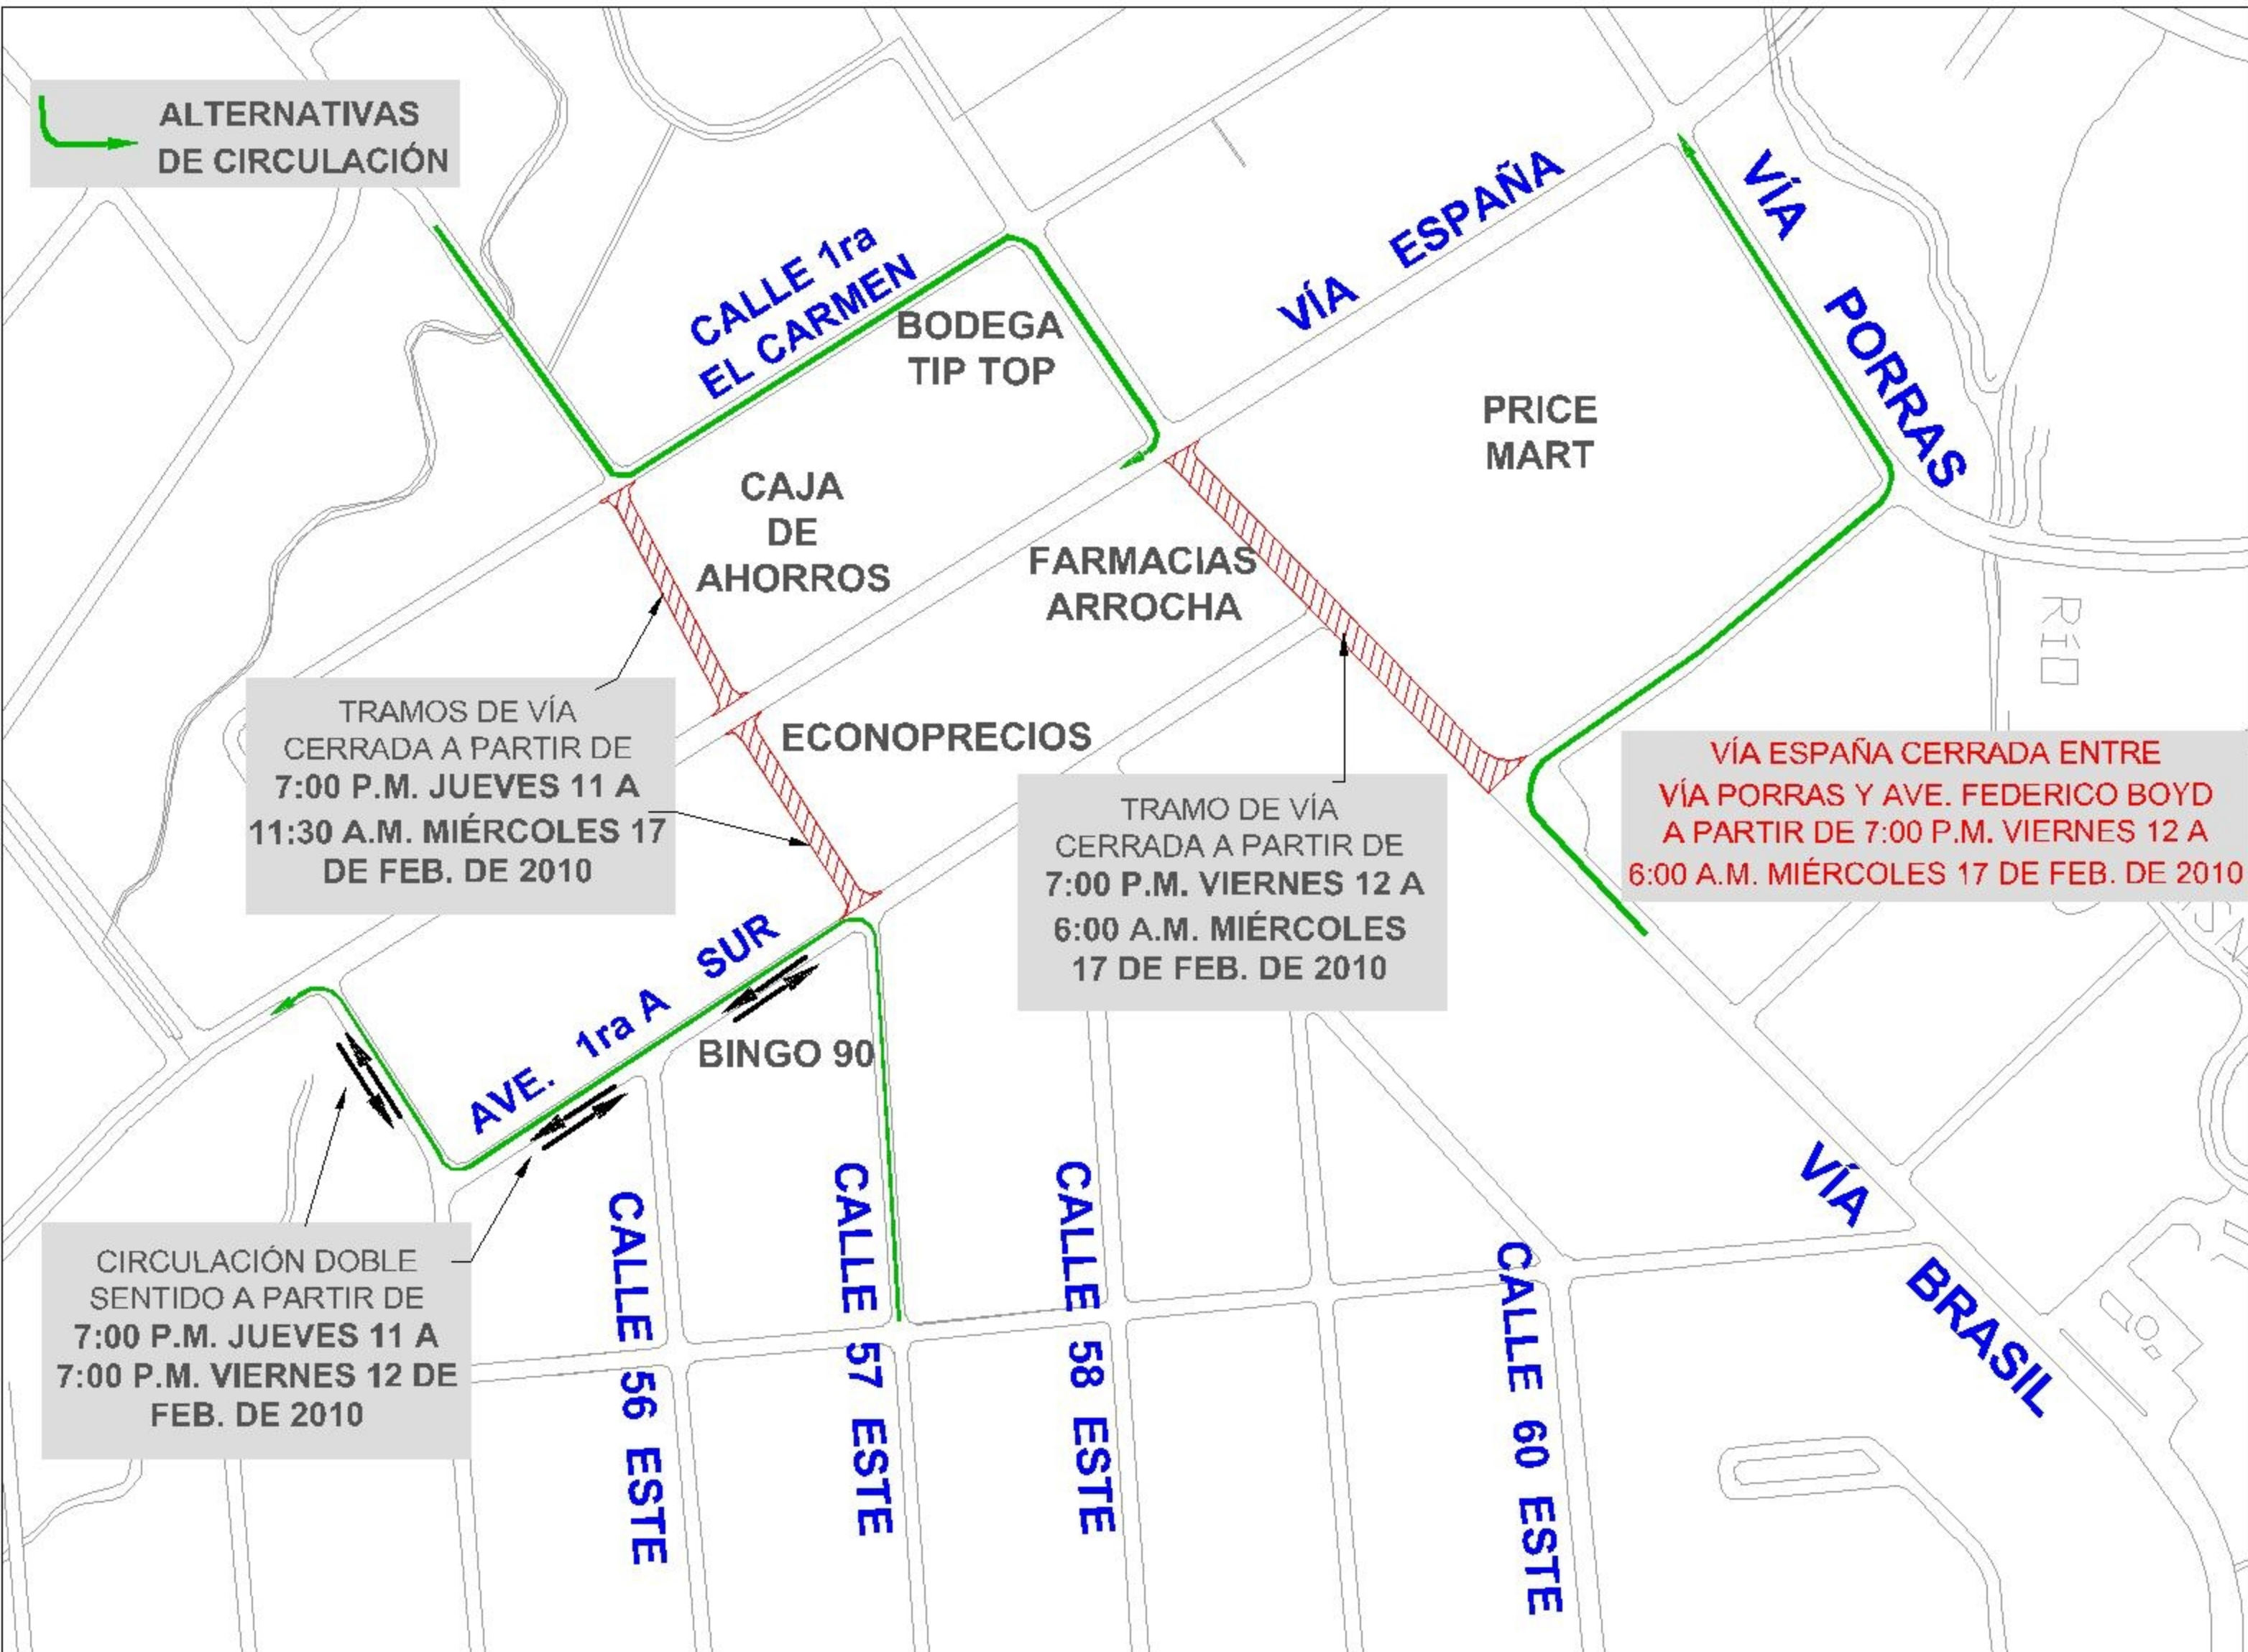 ALTERNATIVAS
DE CIRCULACIÓN
CALLE 1ra
EL CARMEN
BODEGA
TIP TOP
VÍA ESPAÑA
VÍA PORRAS
PRICE
MART
CAJA
DE
AHORROS
FARMACIAS
ARROCHA
RÍO
TRAMOS DE VÍA
CERRADA A PARTIR DE
7:00 P.M. JUEVES 11 A
11:30 A.M. MIÉRCOLES 17
DE FEB. DE 2010
ECONOPRECIOS
TRAMO DE VÍA
CERRADA A PARTIR DE
7:00 P.M. VIERNES 12 A
6:00 A.M. MIÉRCOLES
17 DE FEB. DE 2010
VÍA ESPAÑA CERRADA ENTRE
VÍA PORRAS Y AVE. FEDERICO BOYD
A PARTIR DE 7:00 P.M. VIERNES 12 A
6:00 A.M. MIÉRCOLES 17 DE FEB. DE 2010
AVE. 1ra A SUR
BINGO 90
CIRCULACIÓN DOBLE
SENTIDO A PARTIR DE
7:00 P.M. JUEVES 11 A
7:00 P.M. VIERNES 12 DE
FEB. DE 2010
CALLE 56 ESTE
CALLE 57 ESTE
CALLE 58 ESTE
CALLE 60 ESTE
VÍA BRASIL